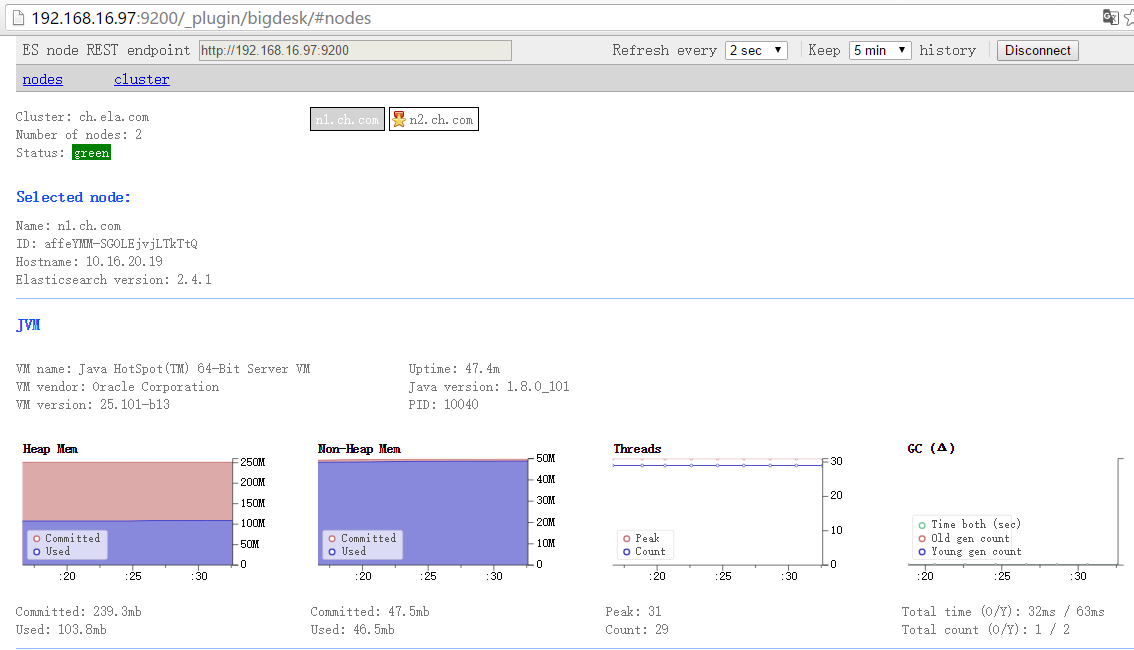 192.168.16.97:9200/_plugin/bigdesk/#nodes
ES node REST endpoint http://192.168.16.97:9200 Refresh every 2 sec Keep 5 min history Disconnect
nodes cluster
Cluster: ch.ela.com n1.ch.com n2.ch.com
Number of nodes: 2
Status: green
Selected node:
Name: n1.ch.com
ID: affeYMM-SGOLEjvjLTkTtQ
Hostname: 10.16.20.19
Elasticsearch version: 2.4.1
JVM
VM name: Java HotSpot(TM) 64-Bit Server VM Uptime: 47.4m
VM vendor: Oracle Corporation Java version: 1.8.0_101
VM version: 25.101-b13 PID: 10040
Heap Mem
250M
200M
150M
100M
50M
0
Committed
Used
:20 :25 :30
Committed: 239.3mb
Used: 103.8mb
Non-Heap Mem
50M
40M
30M
20M
10M
0
Committed
Used
:20 :25 :30
Committed: 47.5mb
Used: 46.5mb
Threads
30
20
10
0
Peak
Count
:20 :25 :30
Peak: 31
Count: 29
GC (Δ)
Time both (sec)
Old gen count
Young gen count
:20 :25 :30
Total time (O/Y): 32ms / 63ms
Total count (O/Y): 1 / 2